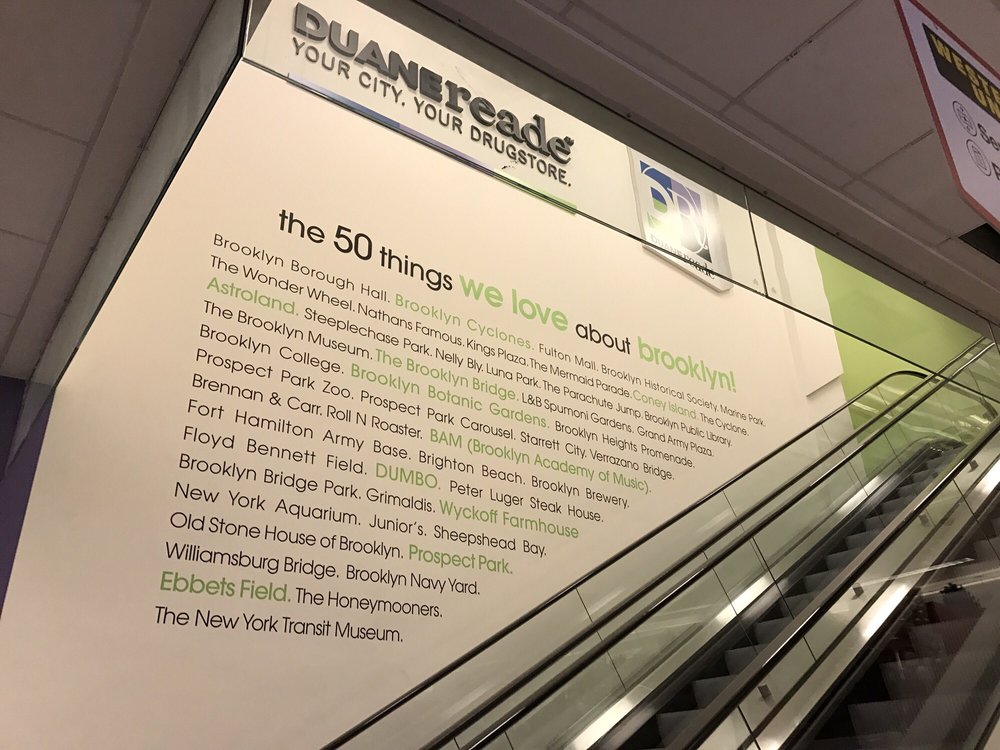 DUANEreade
YOUR CITY. YOUR DRUGSTORE.
the 50 things we love about brooklyn!
Brooklyn Borough Hall. Brooklyn Cyclones. Fulton Mall. Brooklyn Historical Society. Marine Park.
The Wonder Wheel. Nathans Famous. Kings Plaza. The Mermaid Parade. Coney Island. The Cyclone.
Astroland. Steeplechase Park. Nelly Bly. Luna Park. The Parachute Jump. Brooklyn Public Library.
The Brooklyn Museum. The Brooklyn Bridge. L&B Spumoni Gardens. Grand Army Plaza.
Brooklyn College. Brooklyn Botanic Gardens. Brooklyn Heights Promenade.
Prospect Park Zoo. Prospect Park Carousel. Starrett City. Verrazano Bridge.
Brennan & Carr. Roll N Roaster. BAM (Brooklyn Academy of Music).
Fort Hamilton Army Base. Brighton Beach. Brooklyn Brewery.
Floyd Bennett Field. DUMBO. Peter Luger Steak House.
Brooklyn Bridge Park. Grimaldis. Wyckoff Farmhouse
New York Aquarium. Junior's. Sheepshead Bay.
Old Stone House of Brooklyn. Prospect Park.
Williamsburg Bridge. Brooklyn Navy Yard.
Ebbets Field. The Honeymooners.
The New York Transit Museum.